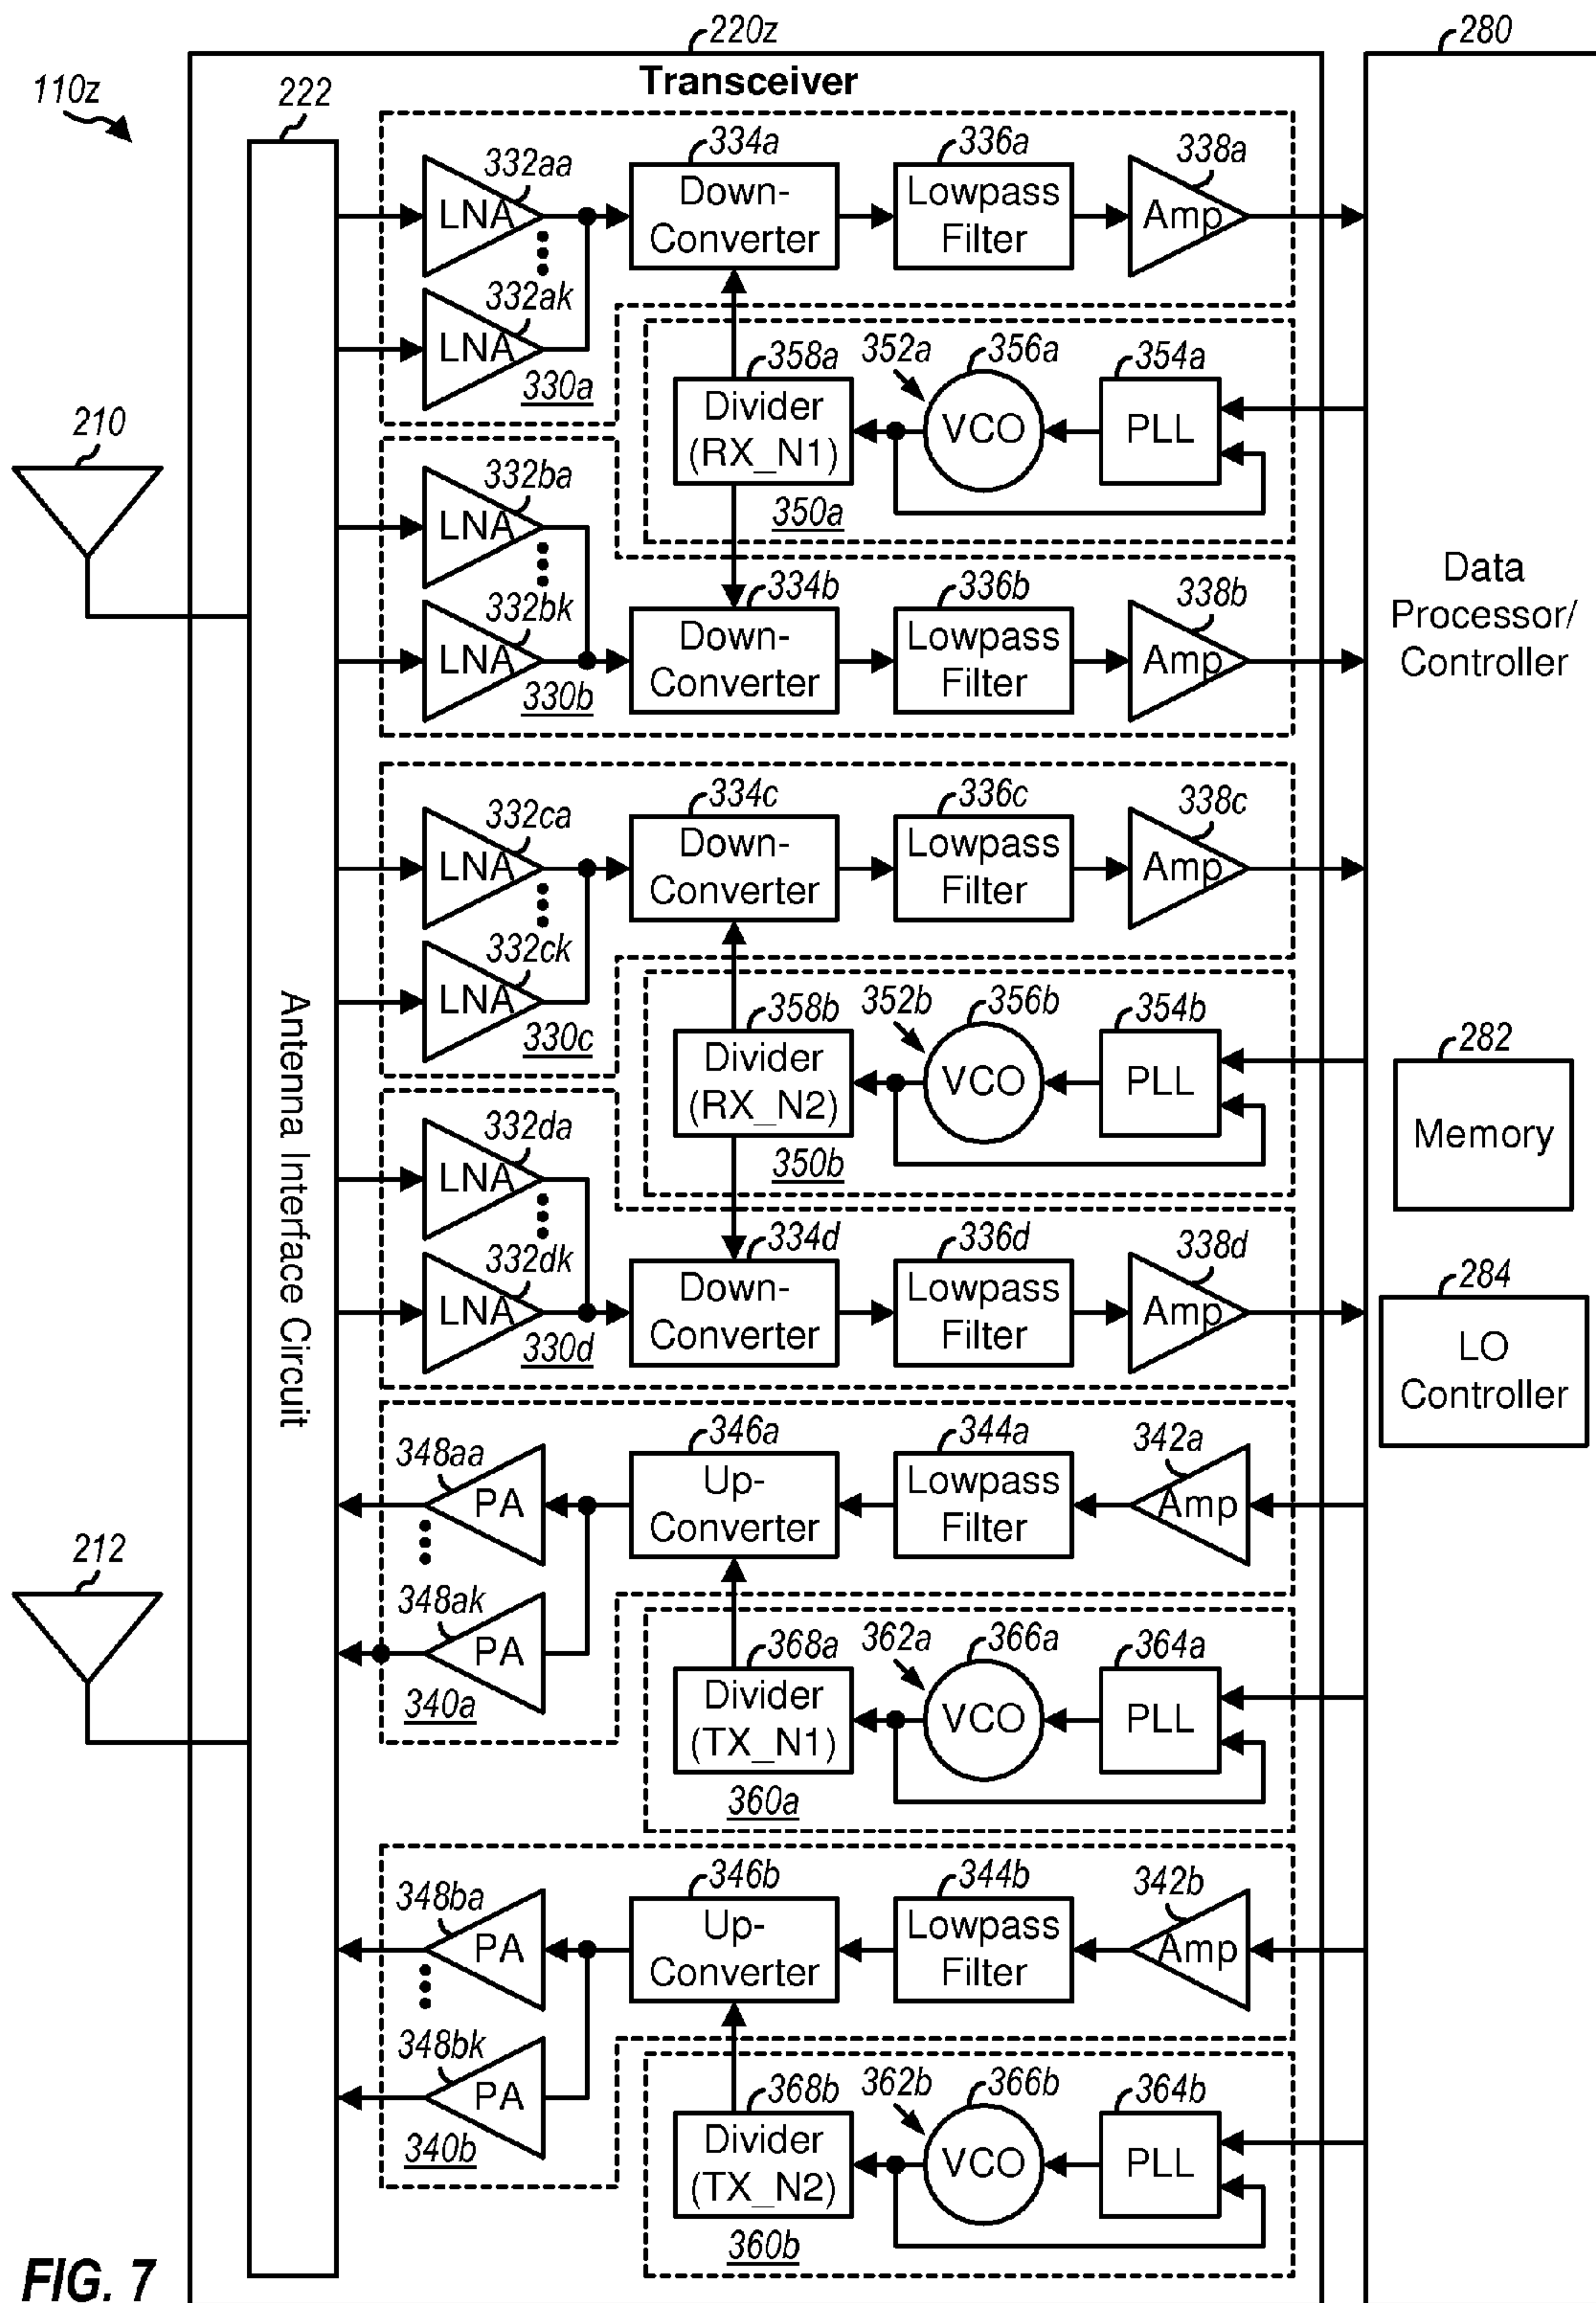 220z
280
110z
222
Transceiver
332aa
334a
336a
338a
LNA
Down-
Converter
Lowpass
Filter
Amp
332ak
LNA
330a
358a
352a
356a
354a
Divider
(RX_N1)
VCO
PLL
350a
210
332ba
LNA
332bk
334b
336b
338b
LNA
330b
Down-
Converter
Lowpass
Filter
Amp
Data
Processor/
Controller
332ca
334c
336c
338c
LNA
Down-
Converter
Lowpass
Filter
Amp
332ck
LNA
330c
358b
352b
356b
354b
Divider
(RX_N2)
VCO
PLL
350b
Antenna Interface Circuit
282
Memory
332da
LNA
332dk
334d
336d
338d
LNA
330d
Down-
Converter
Lowpass
Filter
Amp
284
LO
Controller
348aa
346a
344a
342a
PA
Up-
Converter
Lowpass
Filter
Amp
212
348ak
PA
340a
368a
362a
366a
364a
Divider
(TX_N1)
VCO
PLL
360a
348ba
346b
344b
342b
PA
Up-
Converter
Lowpass
Filter
Amp
348bk
PA
340b
368b
362b
366b
364b
Divider
(TX_N2)
VCO
PLL
360b
FIG. 7